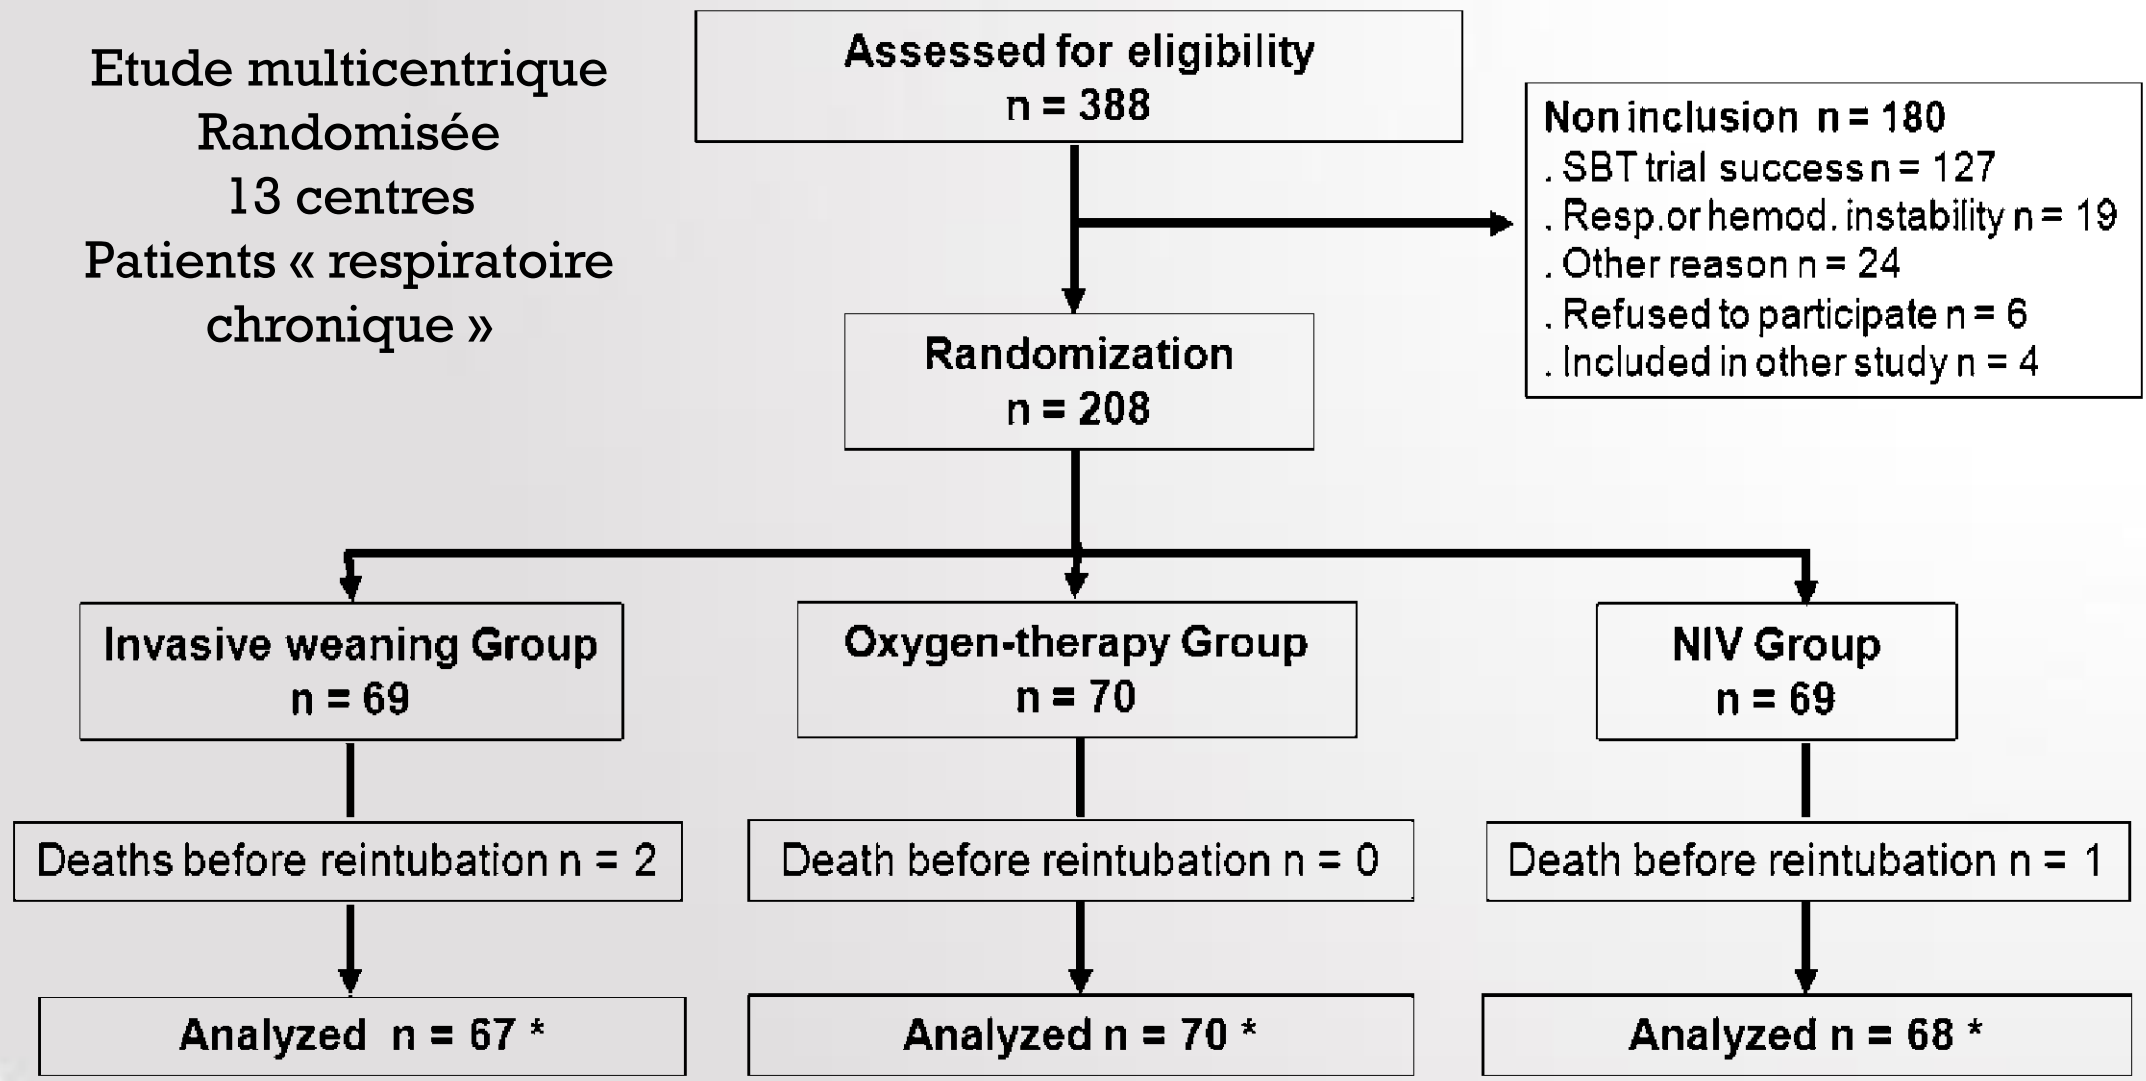 Etude multicentrique
Randomisée
13 centres
Patients « respiratoire
chronique »
Assessed for eligibility
n = 388
Non inclusion n = 180
. SBT trial success n = 127
. Resp. or hemod. instability n = 19
. Other reason n = 24
. Refused to participate n = 6
. Included in other study n = 4
Randomization
n = 208
Invasive weaning Group
n = 69
Oxygen-therapy Group
n = 70
NIV Group
n = 69
Deaths before reintubation n = 2
Death before reintubation n = 0
Death before reintubation n = 1
Analyzed n = 67 *
Analyzed n = 70 *
Analyzed n = 68 *